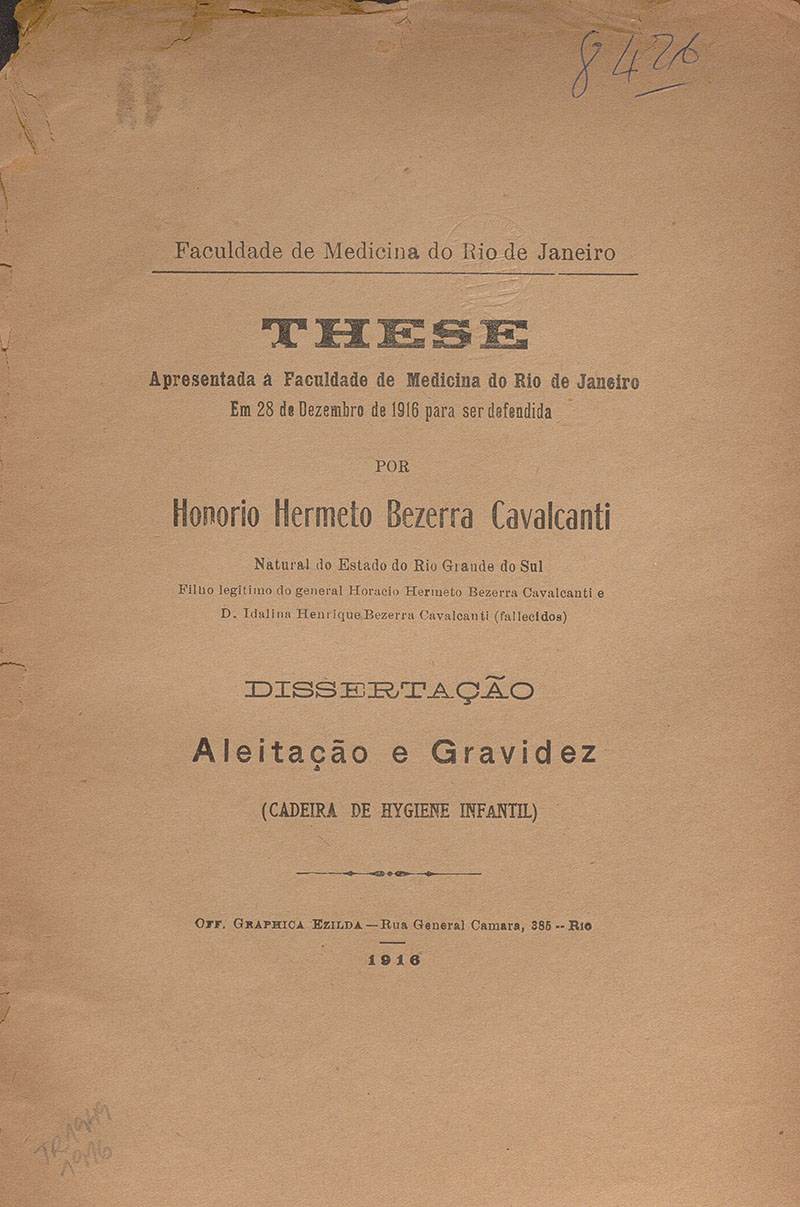 8426
Faculdade de Medicina do Rio de Janeiro
THESE
Apresentada à Faculdade de Medicina do Rio de Janeiro
Em 28 de Dezembro de 1916 para ser defendida
POR
Honorio Hermeto Bezerra Cavalcanti
Natural do Estado do Rio Grande do Sul
Filho legitimo do general Horacio Hermeto Bezerra Cavalcanti e
D. Idalina Henrique Bezerra Cavalcanti (fallecidos)
DISSERTAÇÃO
Aleitação e Gravidez
(CADEIRA DE HYGIENE INFANTIL)
OFF. GRAPHICA EZILDA — Rua General Camara, 385 -- RIO
1916
1916